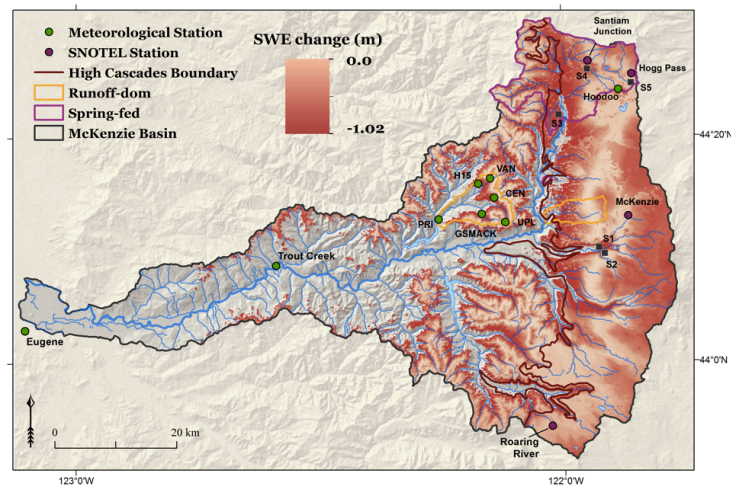 Meteorological Station
SNOTEL Station
High Cascades Boundary
Runoff-dom
Spring-fed
McKenzie Basin
SWE change (m)
0.0
-1.02
Santiam
Junction
S4
Hogg Pass
S5
Hoodoo
S3
44°20'N
VAN
H15
CEN
McKenzie
PRI
UPL
GSMACK
S1
S2
Trout Creek
Eugene
44°0'N
Roaring
River
0
20 km
123°0'W
122°0'W